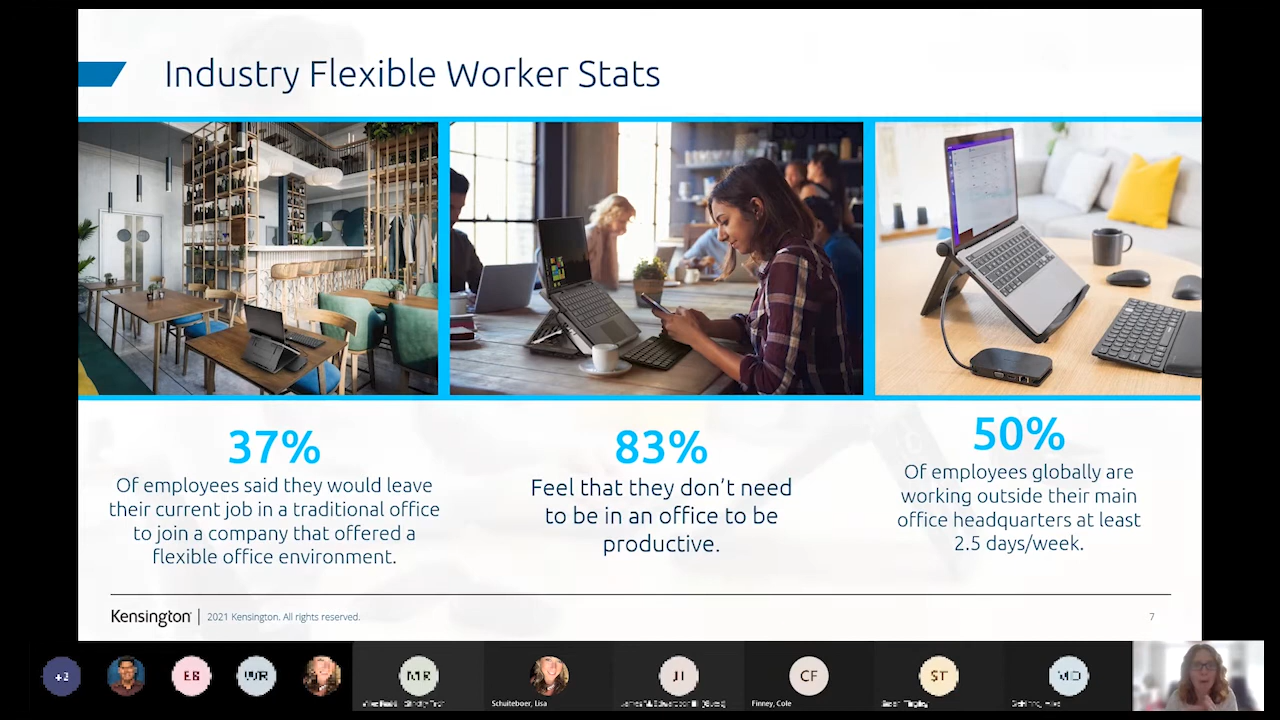 Industry Flexible Worker Stats
37%
Of employees said they would leave
their current job in a traditional office
to join a company that offered a
flexible office environment.
83%
Feel that they don't need
to be in an office to be
productive.
50%
Of employees globally are
working outside their main
office headquarters at least
2.5 days/week.
Kensington | 2021 Kensington. All rights reserved.
7
+2
EB
WR
MR
JI
CF
ST
MD
Schuiteboer, Lisa
Finney, Cole